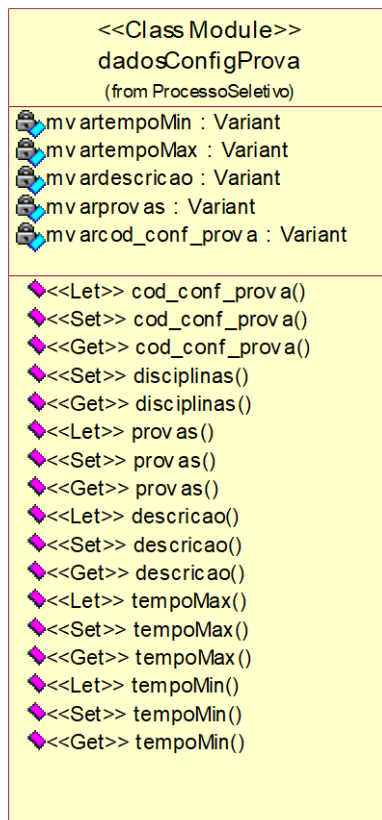 <<Class Module>>
dadosConfigProva
(from ProcessoSeletivo)
mvartempoMin : Variant
mvartempoMax : Variant
mvardescricao : Variant
mvarprovas : Variant
mvarcod_conf_prova : Variant
<<Let>> cod_conf_prova()
<<Set>> cod_conf_prova()
<<Get>> cod_conf_prova()
<<Set>> disciplinas()
<<Get>> disciplinas()
<<Let>> provas()
<<Set>> provas()
<<Get>> provas()
<<Let>> descricao()
<<Set>> descricao()
<<Get>> descricao()
<<Let>> tempoMax()
<<Set>> tempoMax()
<<Get>> tempoMax()
<<Let>> tempoMin()
<<Set>> tempoMin()
<<Get>> tempoMin()